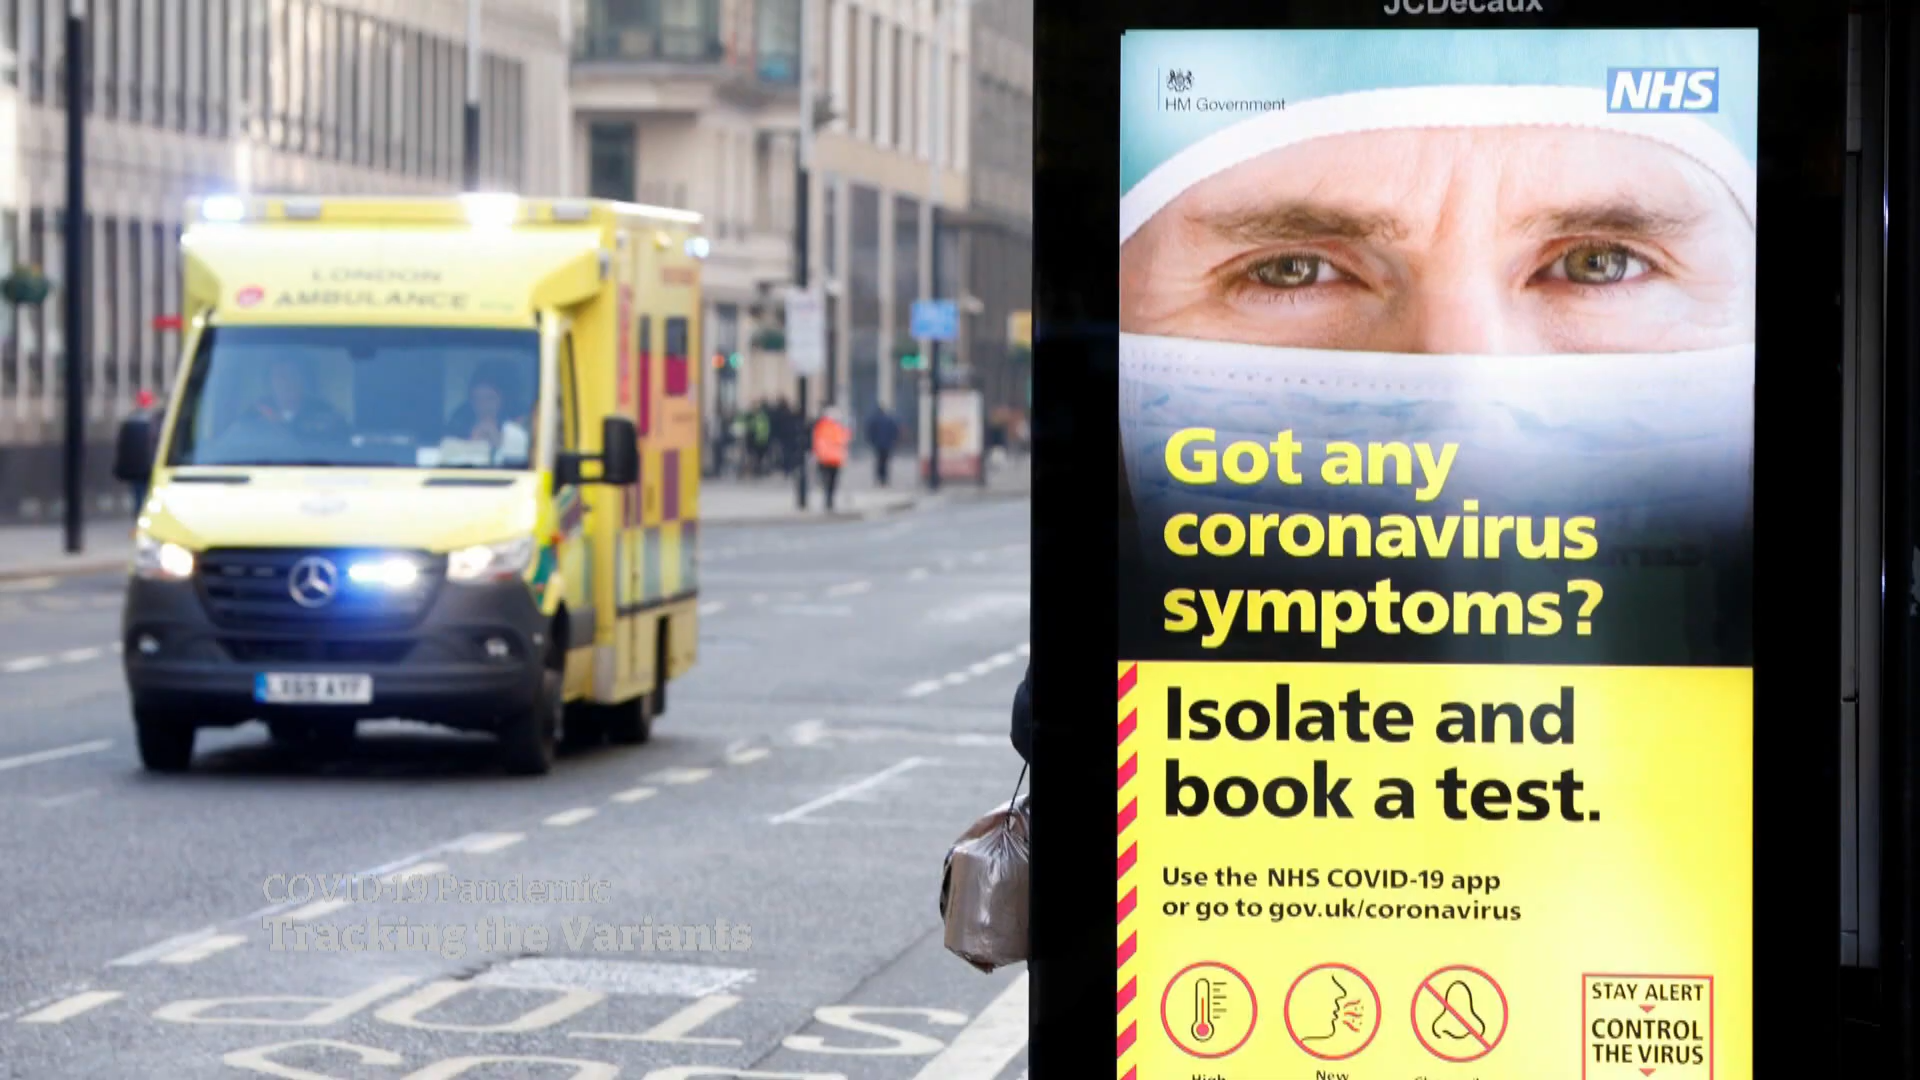 JCDecaux
HM Government
NHS
LONDON
AMBULANCE
Got any
coronavirus
symptoms?
Isolate and
book a test.
Use the NHS COVID-19 app
or go to gov.uk/coronavirus
STAY ALERT
CONTROL
THE VIRUS
High
New
COVID-19 Pandemic
Tracking the Variants